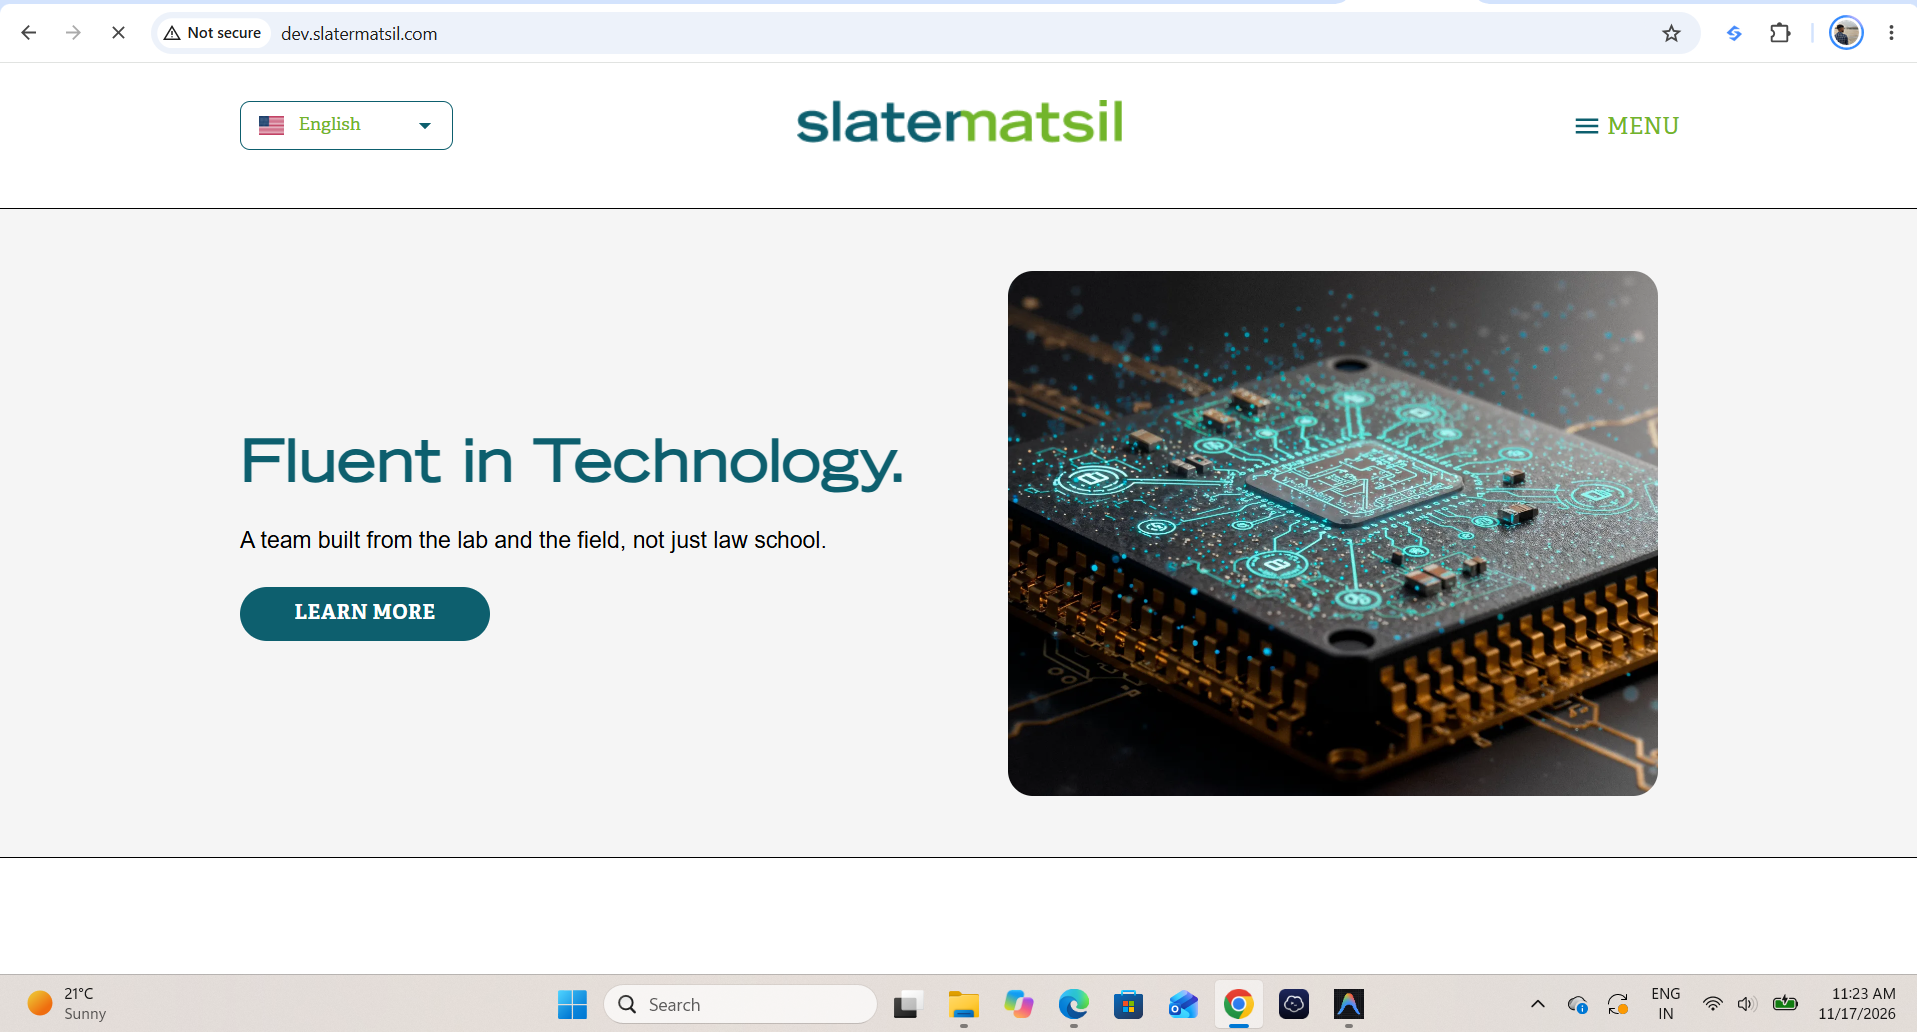 Not secure
dev.slatermatsil.com
English
slatermatsil
MENU
Fluent in Technology.
A team built from the lab and the field, not just law school.
LEARN MORE
21°C
Sunny
Search
ENG
IN
11:23 AM
11/17/2026